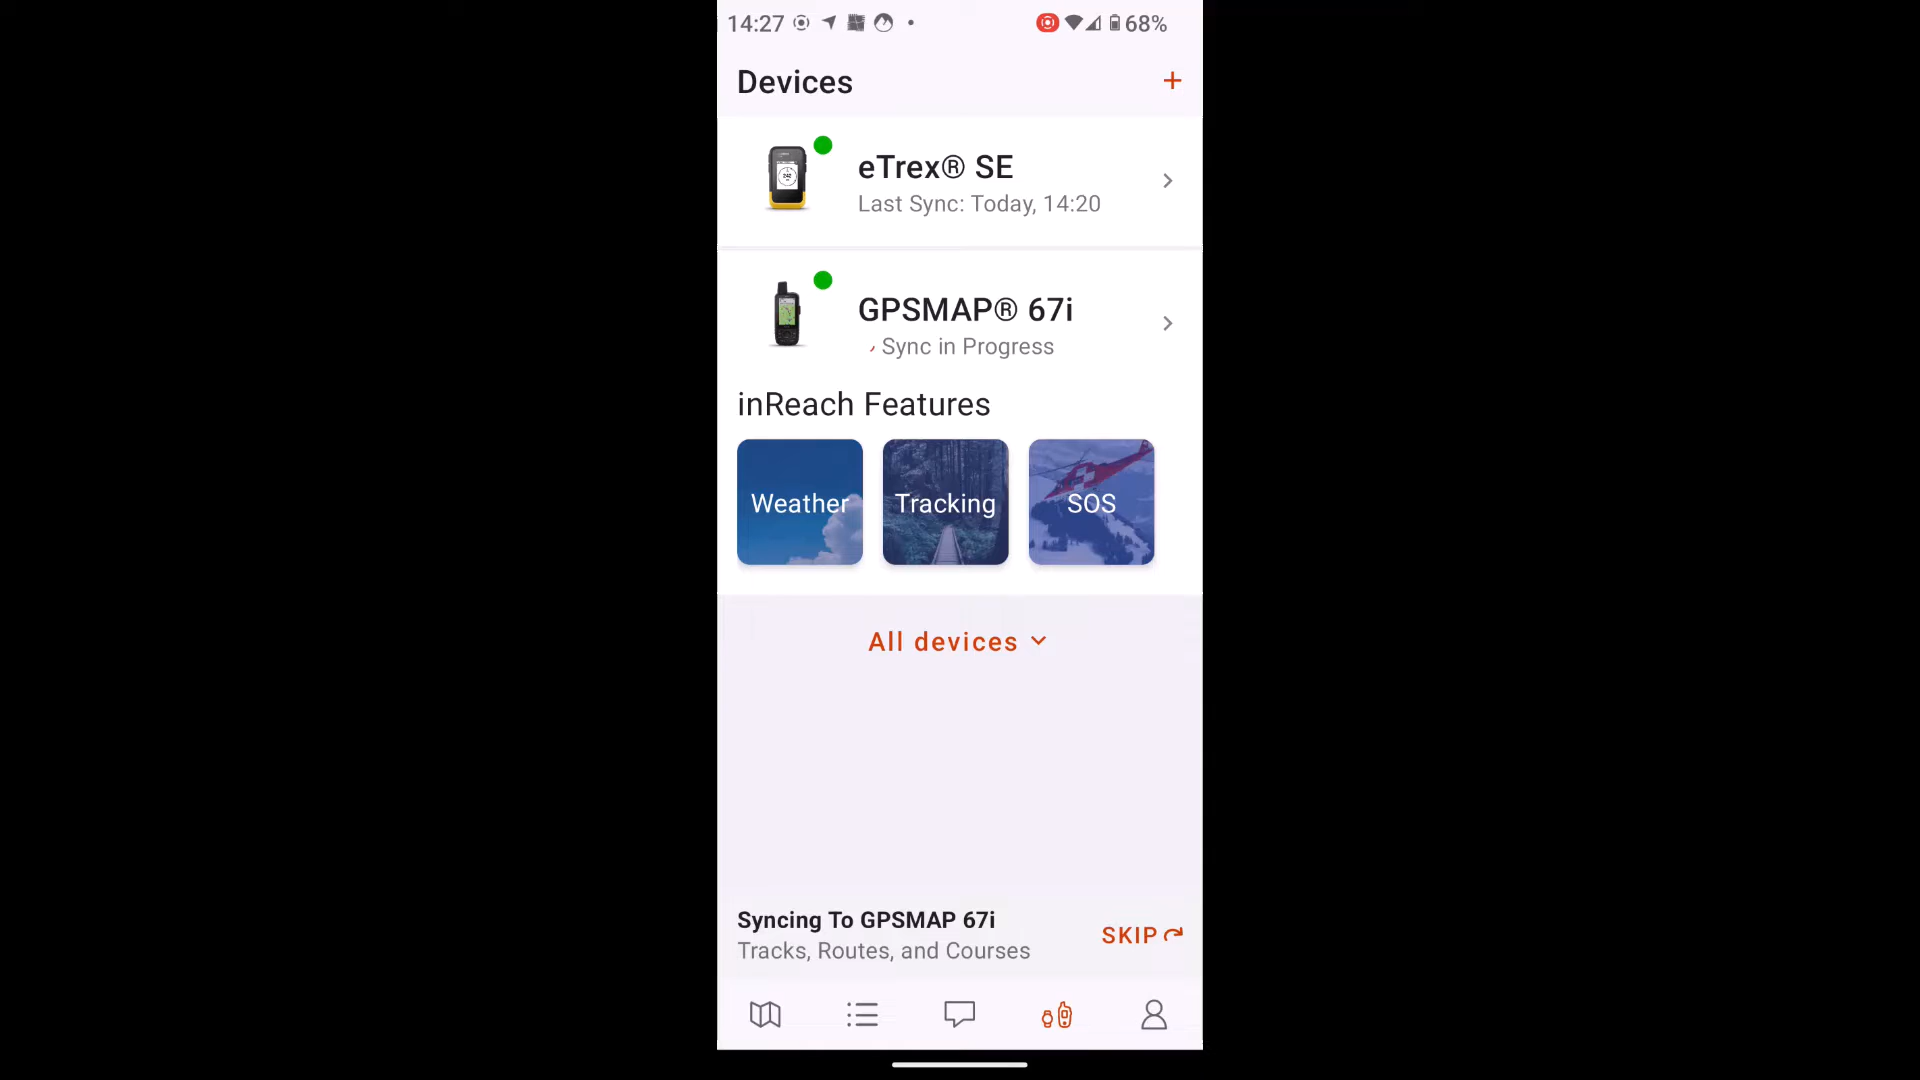 14:27 68%
Devices
+
eTrex® SE
Last Sync: Today, 14:20
GPSMAP® 67i
Sync in Progress
inReach Features
Weather Tracking SOS
All devices
Syncing To GPSMAP 67i
Tracks, Routes, and Courses
SKIP